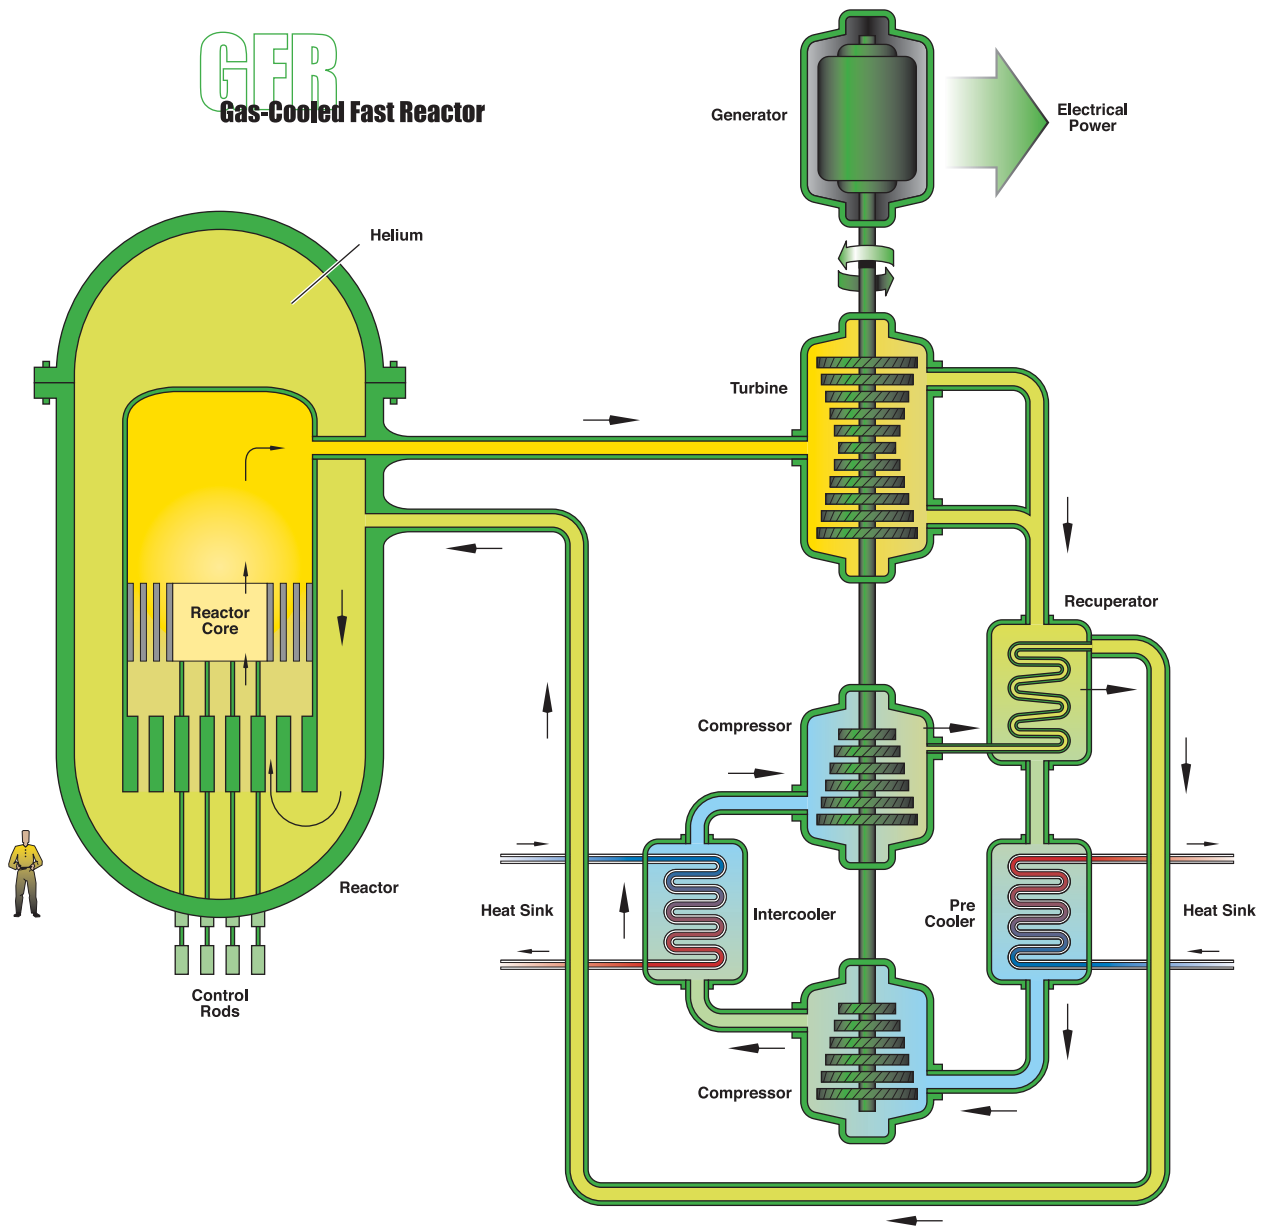 GFR
Gas-Cooled Fast Reactor
Generator
Electrical
Power
Helium
Turbine
Reactor
Core
Recuperator
Compressor
Reactor
Heat Sink
Intercooler
Pre
Cooler
Heat Sink
Control
Rods
Compressor